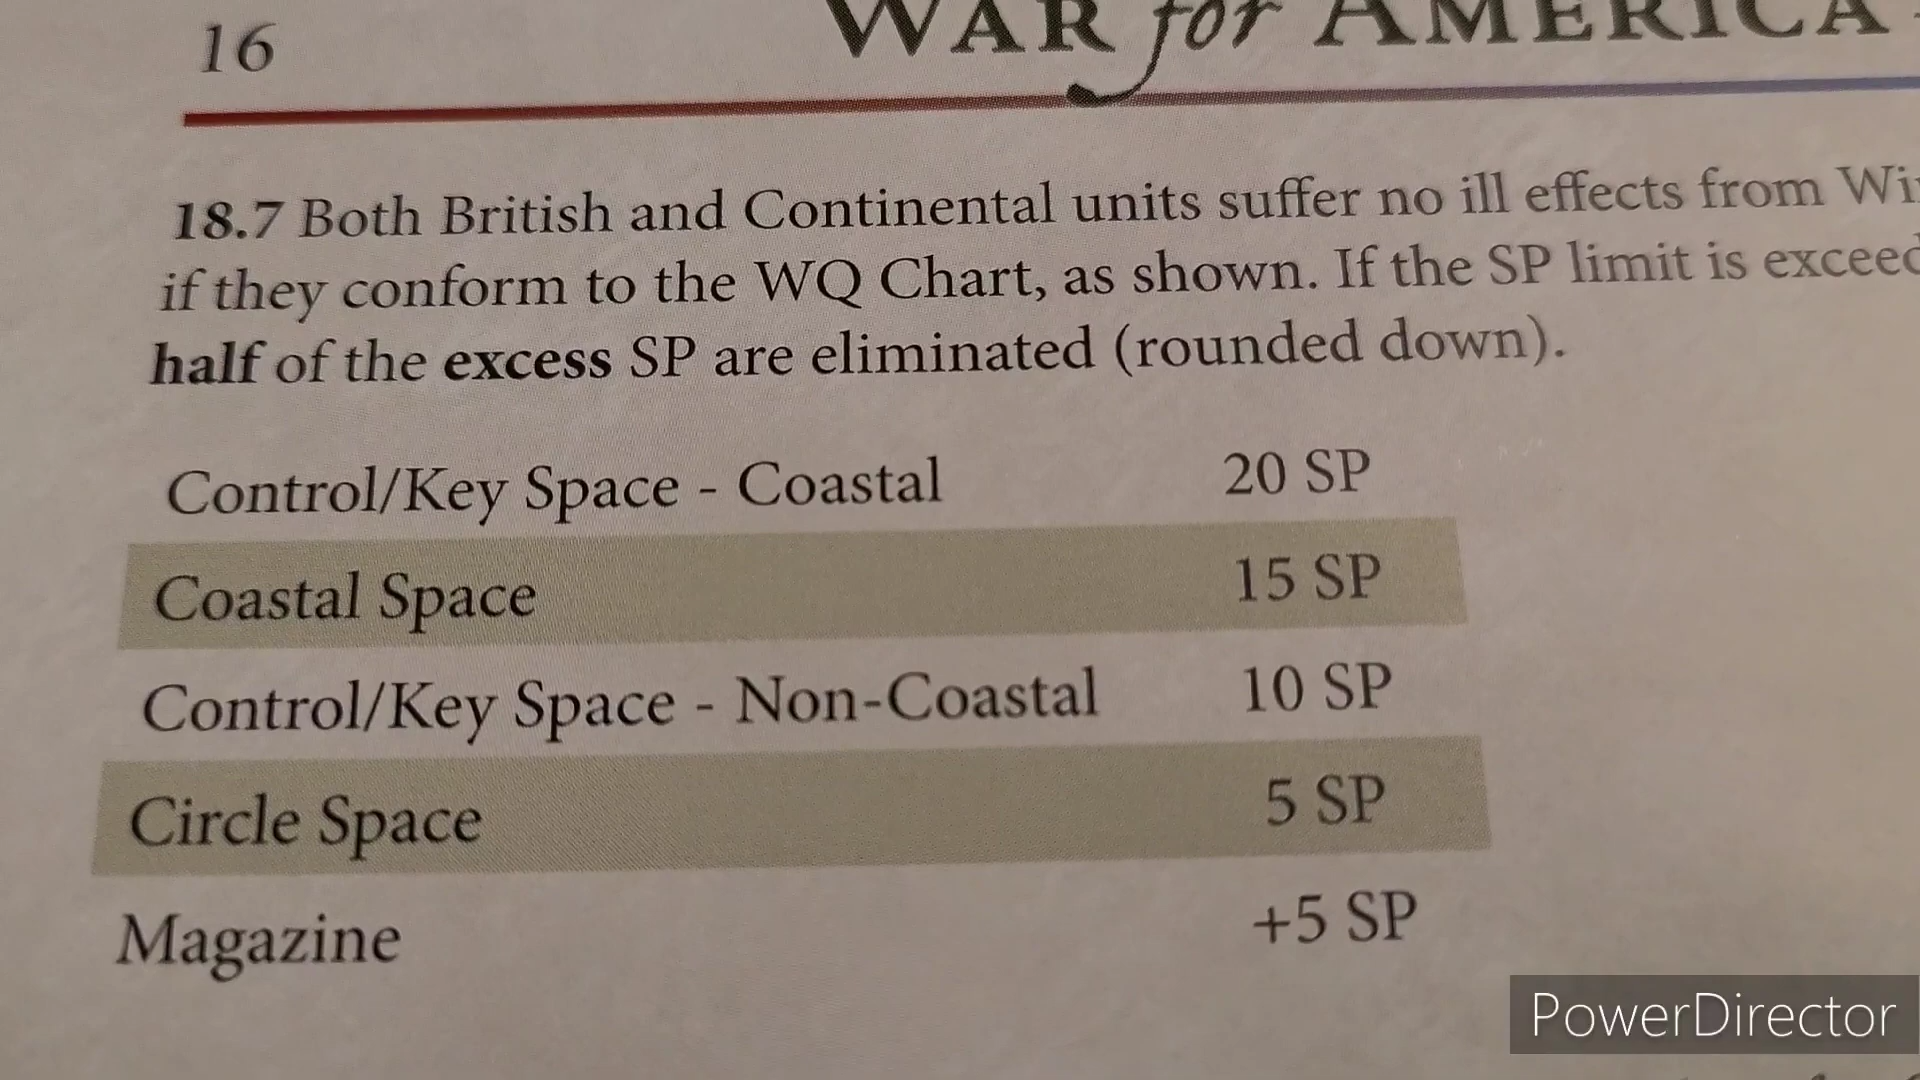 16
WAR for AMERICA
18.7 Both British and Continental units suffer no ill effects from
if they conform to the WQ Chart, as shown. If the SP limit is
half of the excess SP are eliminated (rounded down).
Control/Key Space - Coastal 20 SP
Coastal Space 15 SP
Control/Key Space - Non-Coastal 10 SP
Circle Space 5 SP
Magazine +5 SP
PowerDirector